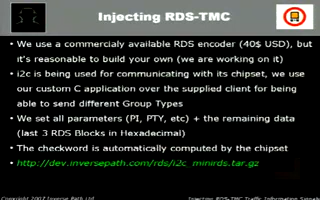 Injecting RDS-TMC
• We use a commercialy available RDS encoder (40$ USD), but
it's reasonable to build your own (we are working on it)
• i2c is being used for communicating with its chipset, we use
our custom C application over the supplied client for being
able to send different Group Types
• We set all parameters (PI, PTY, etc) + the remaining data
(last 3 RDS Blocks in Hexadecimal)
• The checkword is automatically computed by the chipset
• http://dev.inversepath.com/rds/i2c_minirds.tar.gz
Copyright 2007 Inverse Path Ltd
Injecting RDS-TMC Traffic Information Signals